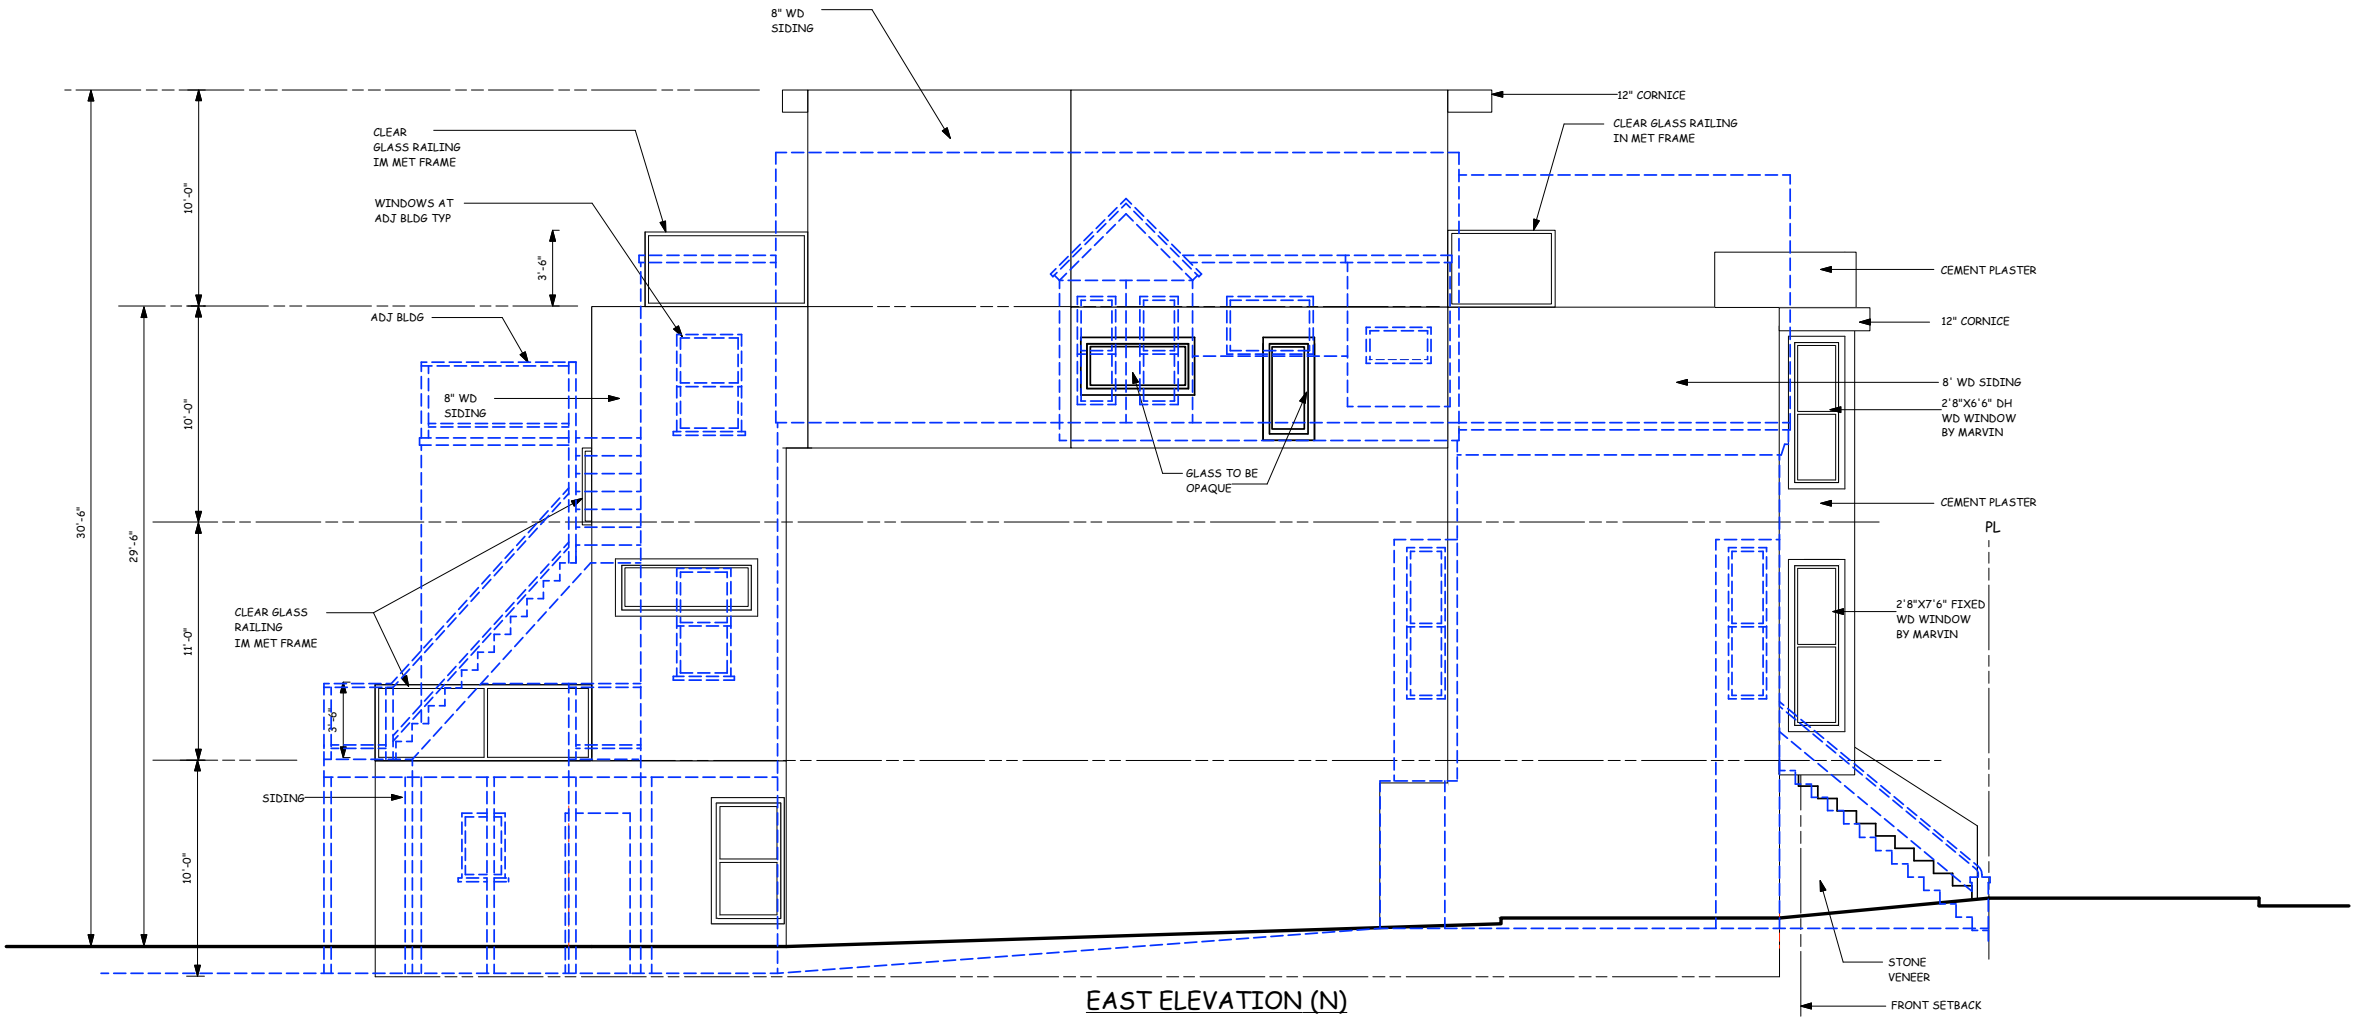 8" WD
SIDING
12" CORNICE
CLEAR GLASS RAILING
IN MET FRAME
CLEAR
GLASS RAILING
IM MET FRAME
WINDOWS AT
ADJ BLDG TYP
10'-0"
3'-6"
CEMENT PLASTER
ADJ BLDG
12" CORNICE
8" WD
SIDING
8' WD SIDING
2'8"X6'6" DH
WD WINDOW
BY MARVIN
10'-0"
GLASS TO BE
OPAQUE
CEMENT PLASTER
30'-6"
29'-6"
PL
CLEAR GLASS
RAILING
IM MET FRAME
2'8"X7'6" FIXED
WD WINDOW
BY MARVIN
11'-0"
3'-6"
SIDING
10'-0"
STONE
VENEER
FRONT SETBACK
EAST ELEVATION (N)